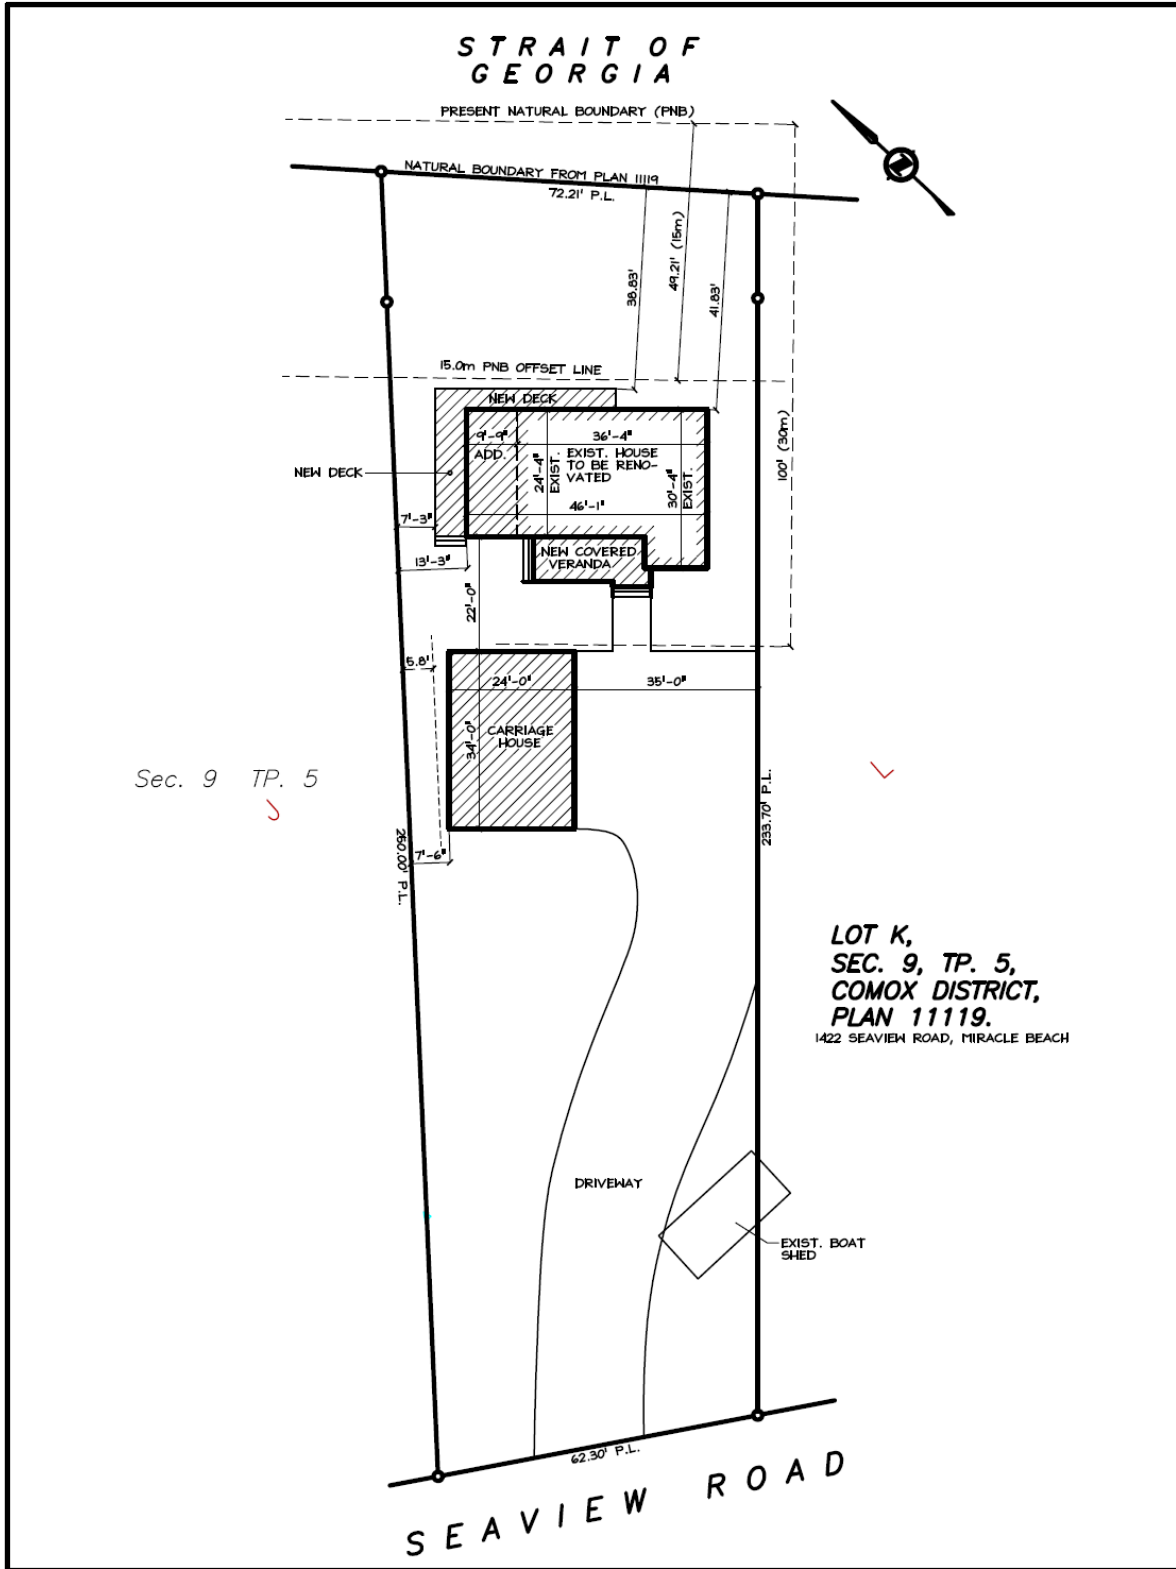 STRAIT OF
GEORGIA
PRESENT NATURAL BOUNDARY (PNB)
NATURAL BOUNDARY FROM PLAN 11119
72.21' P.L.
38.83'
49.21' (15m)
41.83'
15.0m PNB OFFSET LINE
NEW DECK
9'-9"
ADD.
36'-4"
EXIST. HOUSE
TO BE RENO-
VATED
24'-4"
EXIST.
30'-4"
EXIST.
46'-1"
100' (30m)
NEW DECK
7'-3"
13'-3"
NEW COVERED
VERANDA
22'-0"
5.8'
24'-0"
35'-0"
34'-0"
CARRIAGE
HOUSE
Sec. 9 TP. 5
J
L
250.00' P.L.
7'-6"
233.70' P.L.
LOT K,
SEC. 9, TP. 5,
COMOX DISTRICT,
PLAN 11119.
1422 SEAVIEW ROAD, MIRACLE BEACH
DRIVEWAY
EXIST. BOAT
SHED
62.30' P.L.
SEAVIEW ROAD